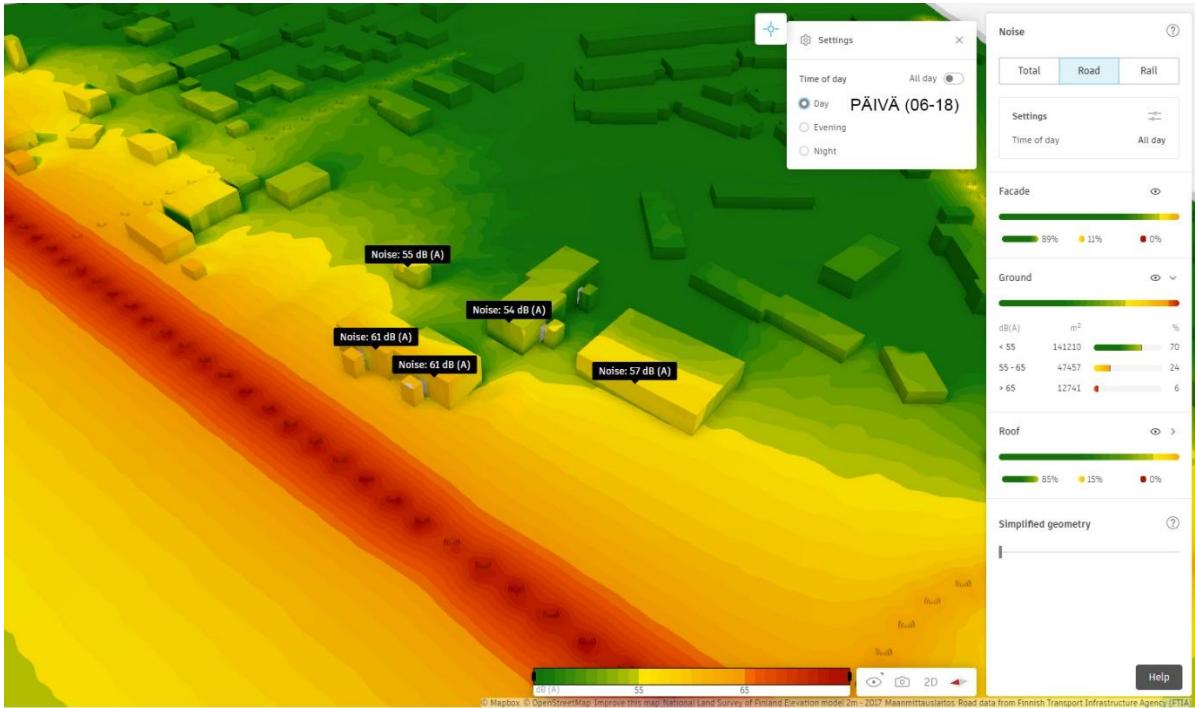 Noise: 55 dB (A)
Noise: 54 dB (A)
Noise: 61 dB (A)
Noise: 61 dB (A)
Noise: 57 dB (A)
Settings
Time of day All day
Day PÄIVÄ (06-18)
Evening
Night
Noise
Total Road Rail
Settings
Time of day All day
Facade
89% 11% 0%
Ground
dB(A) m² %
< 55 141210 70
55 - 65 47457 24
> 65 12741 6
Roof
85% 15% 0%
Simplified geometry
Help
dB (A) 55 65
2D
© Mapbox © OpenStreetMap Improve this map National Land Survey of Finland Elevation model 2m - 2017 Maanmittauslaitos Road data from Finnish Transport Infrastructure Agency (FTIA)